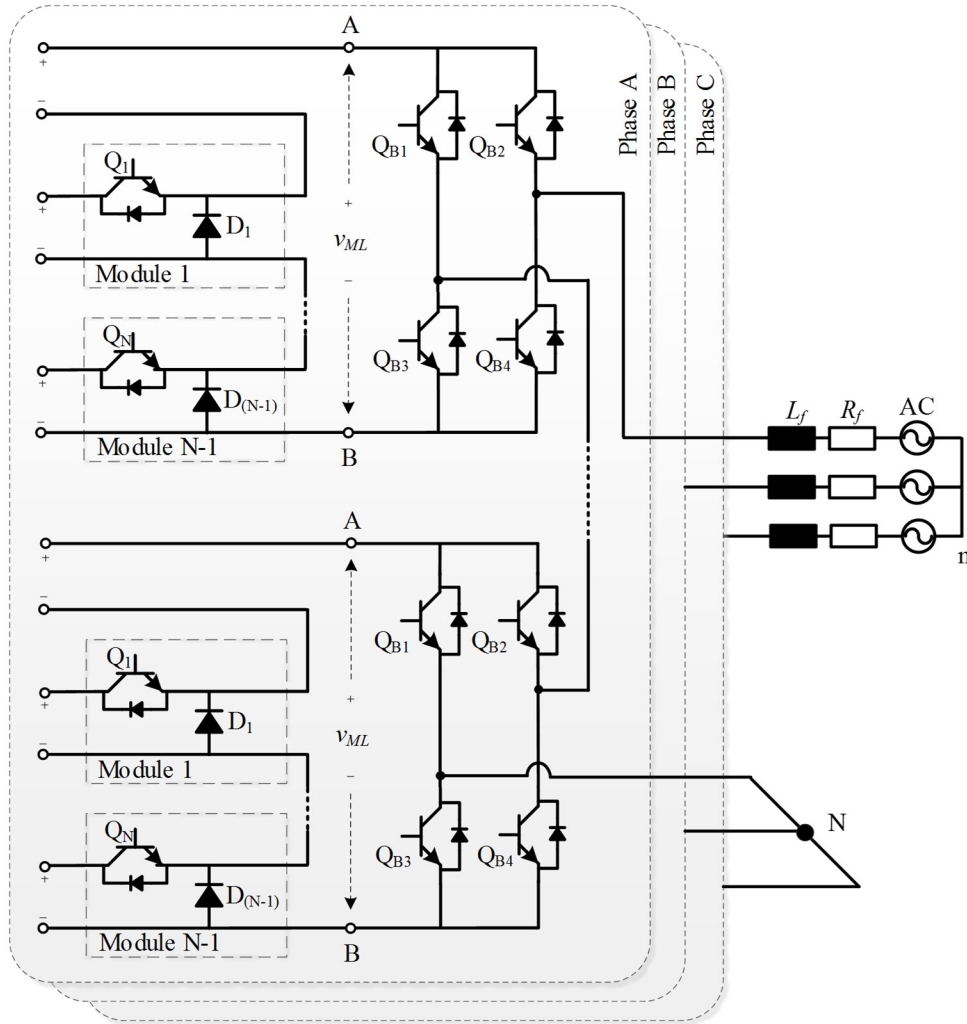 A
+
−
Q1
+
D1
−
Module 1
QN
+
D(N-1)
−
Module N-1
B
+
vML
−
QB1
QB2
QB3
QB4
Phase A
Phase B
Phase C
Lf
Rf
AC
n
A
+
−
Q1
+
D1
−
Module 1
QN
+
D(N-1)
−
Module N-1
B
+
vML
−
QB1
QB2
QB3
QB4
N